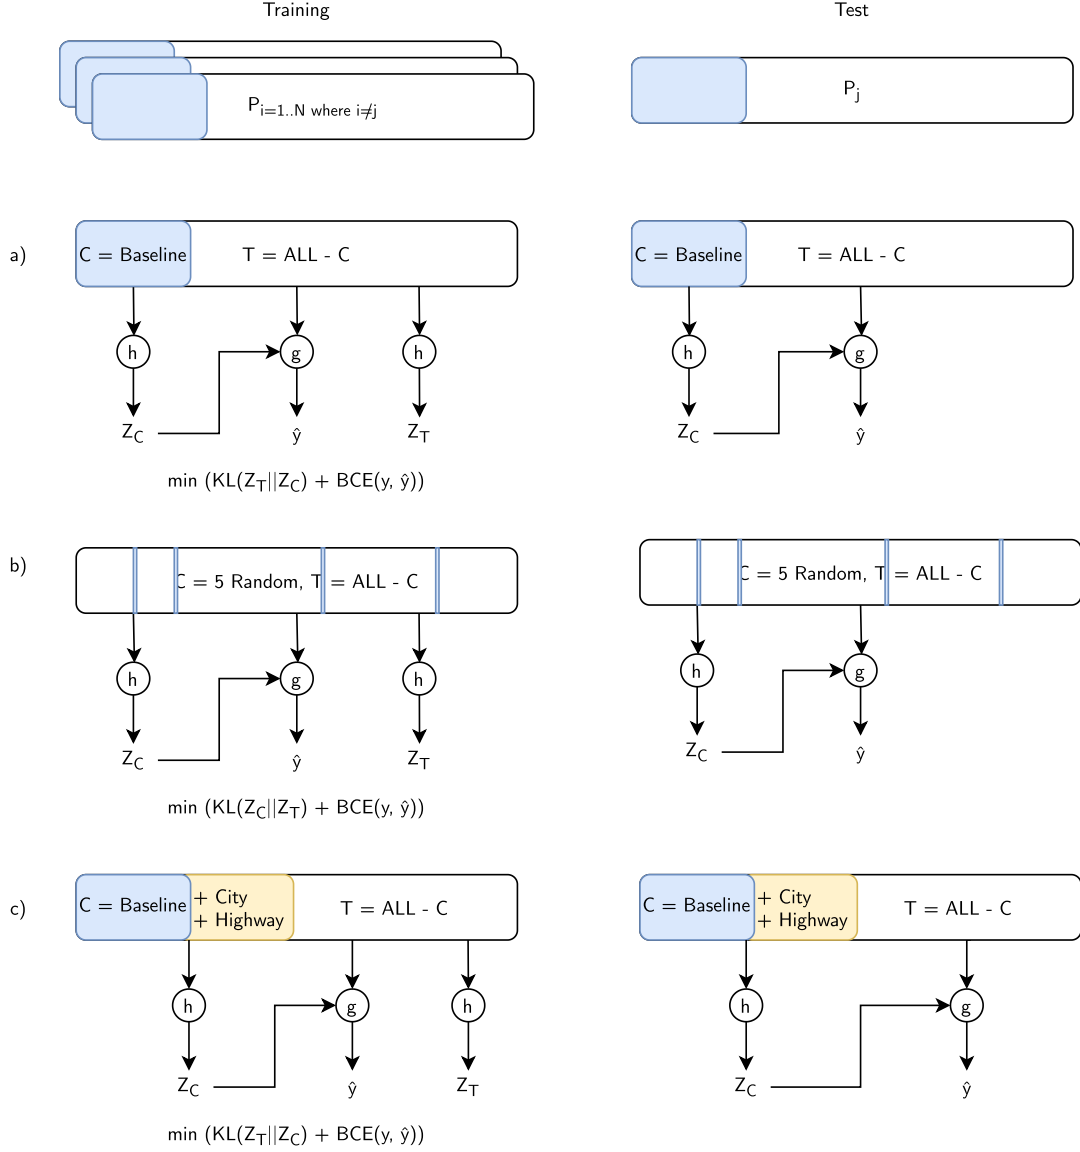 Training
Test
P_{i=1..N where i≠j}
P_j
a)
C = Baseline
T = ALL - C
C = Baseline
T = ALL - C
h
g
h
h
g
Z_C
ŷ
Z_T
Z_C
ŷ
min (KL(Z_T||Z_C) + BCE(y, ŷ))
b)
C = 5 Random, T = ALL - C
C = 5 Random, T = ALL - C
h
g
h
h
g
Z_C
ŷ
Z_T
Z_C
ŷ
min (KL(Z_C||Z_T) + BCE(y, ŷ))
c)
C = Baseline
+ City
+ Highway
T = ALL - C
C = Baseline
+ City
+ Highway
T = ALL - C
h
g
h
h
g
Z_C
ŷ
Z_T
Z_C
ŷ
min (KL(Z_T||Z_C) + BCE(y, ŷ))